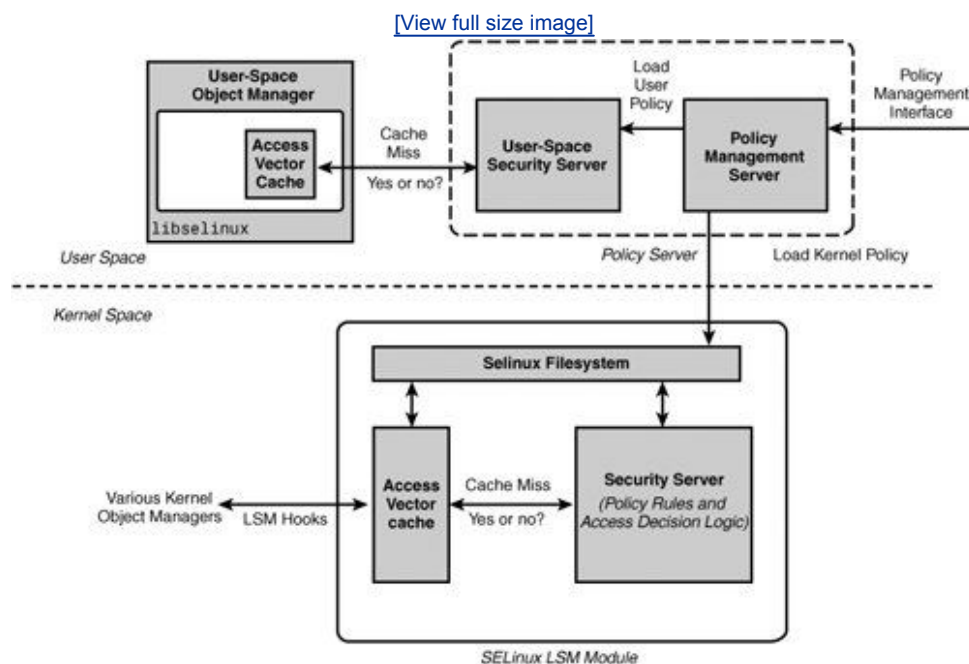 [View full size image]
User-Space
Object Manager
Access
Vector
Cache
libselinux
User Space
Cache
Miss
Yes or no?
User-Space
Security Server
Load
User
Policy
Policy
Management
Server
Policy
Management
Interface
Policy Server
Load Kernel Policy
Kernel Space
Selinux Filesystem
Various Kernel
Object Managers
LSM Hooks
Access
Vector
cache
Cache Miss
Yes or no?
Security Server
(Policy Rules and
Access Decision Logic)
SELinux LSM Module